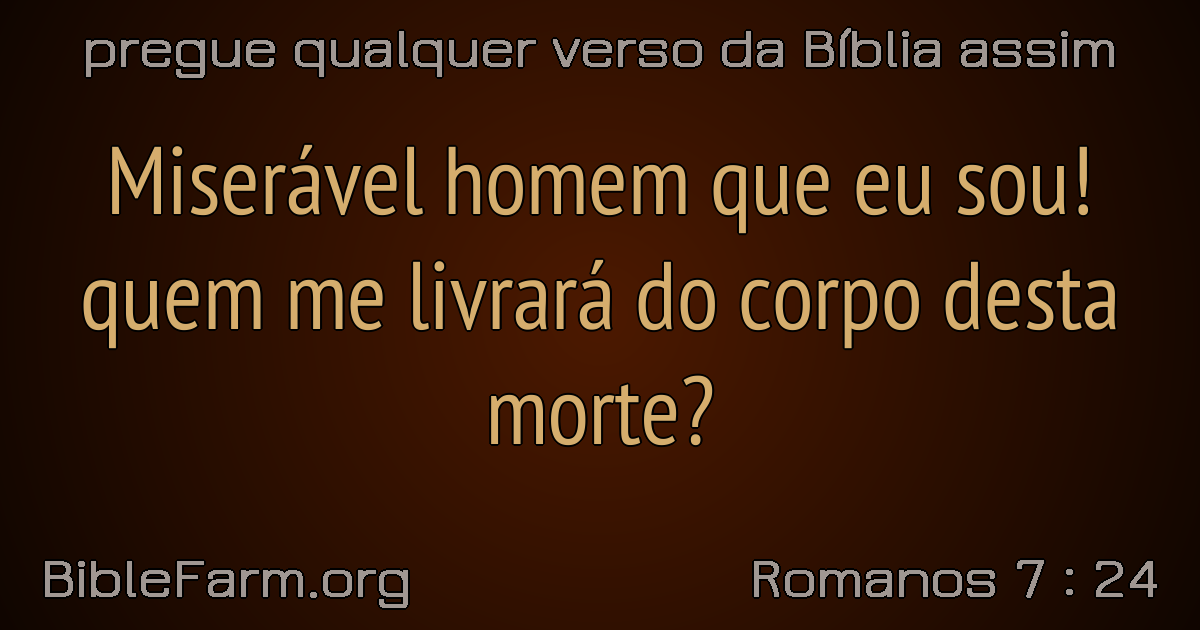 pregue qualquer verso da Bíblia assim
Miserável homem que eu sou!
quem me livrará do corpo desta
morte?
BibleFarm.org
Romanos 7 : 24